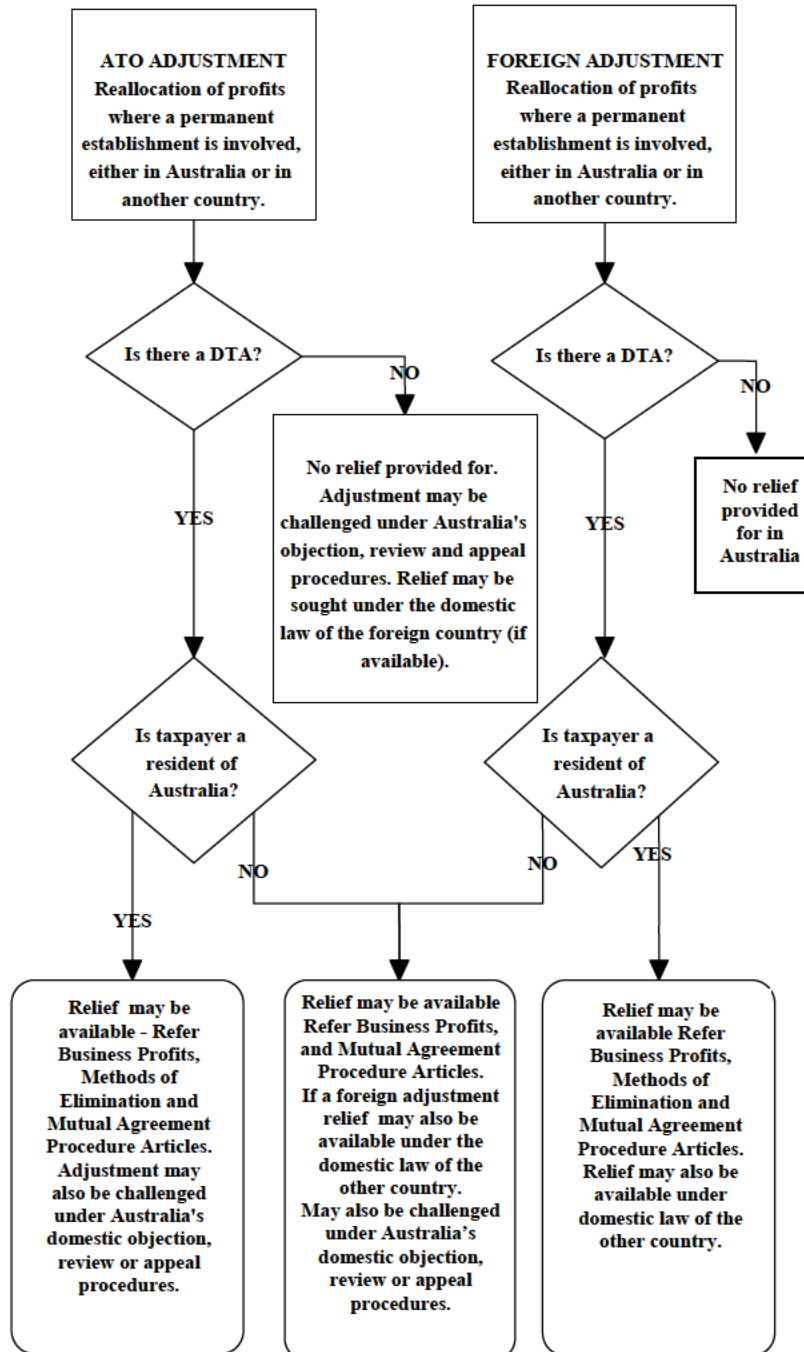 ATO ADJUSTMENT
Reallocation of profits
where a permanent
establishment is involved,
either in Australia or in
another country.
FOREIGN ADJUSTMENT
Reallocation of profits
where a permanent
establishment is involved,
either in Australia or in
another country.
Is there a DTA?
NO
Is there a DTA?
NO
YES
No relief provided for.
Adjustment may be
challenged under Australia's
objection, review and appeal
procedures. Relief may be
sought under the domestic
law of the foreign country (if
available).
YES
No relief
provided
for in
Australia
Is taxpayer a
resident of
Australia?
Is taxpayer a
resident of
Australia?
YES
NO
NO
YES
Relief may be
available - Refer
Business Profits,
Methods of
Elimination and
Mutual Agreement
Procedure Articles.
Adjustment may
also be challenged
under Australia's
domestic objection,
review or appeal
procedures.
Relief may be available
Refer Business Profits,
and Mutual Agreement
Procedure Articles.
If a foreign adjustment
relief may also be
available under the
domestic law of the
other country.
May also be challenged
under Australia’s
domestic objection,
review or appeal
procedures.
Relief may be
available Refer
Business Profits,
Methods of
Elimination and
Mutual Agreement
Procedure Articles.
Relief may also be
available under
domestic law of the
other country.